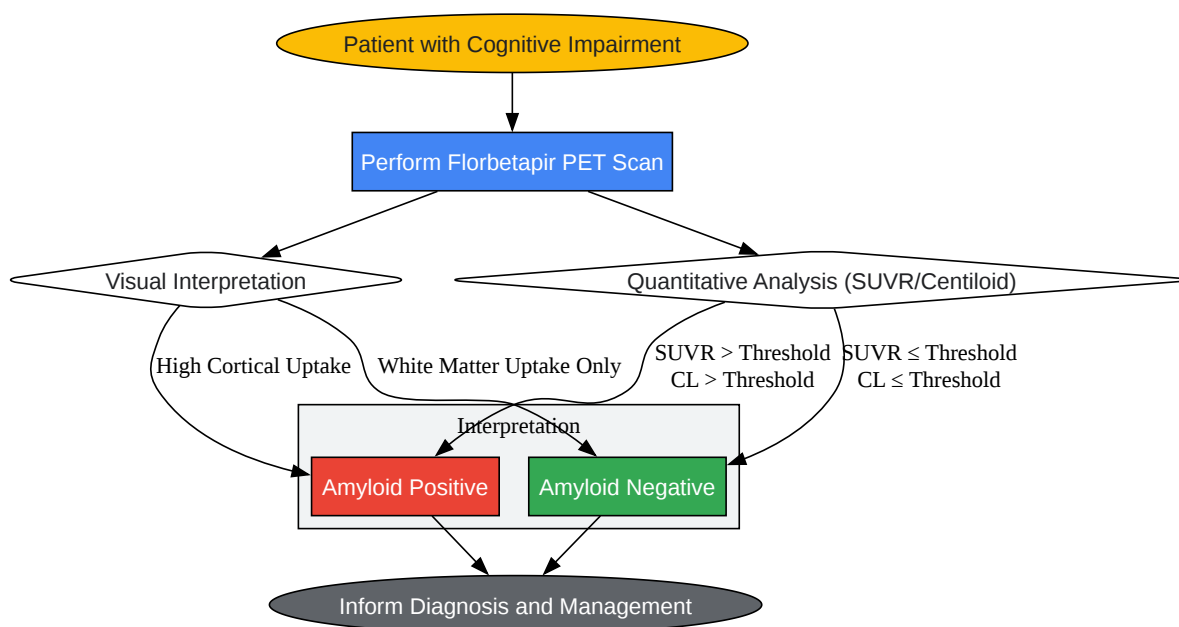 Patient with Cognitive Impairment
Perform Florbetapir PET Scan
Visual Interpretation
Quantitative Analysis (SUVR/Centiloid)
High Cortical Uptake
White Matter Uptake Only
SUVR > Threshold
CL > Threshold
SUVR ≤ Threshold
CL ≤ Threshold
Interpretation
Amyloid Positive
Amyloid Negative
Inform Diagnosis and Management